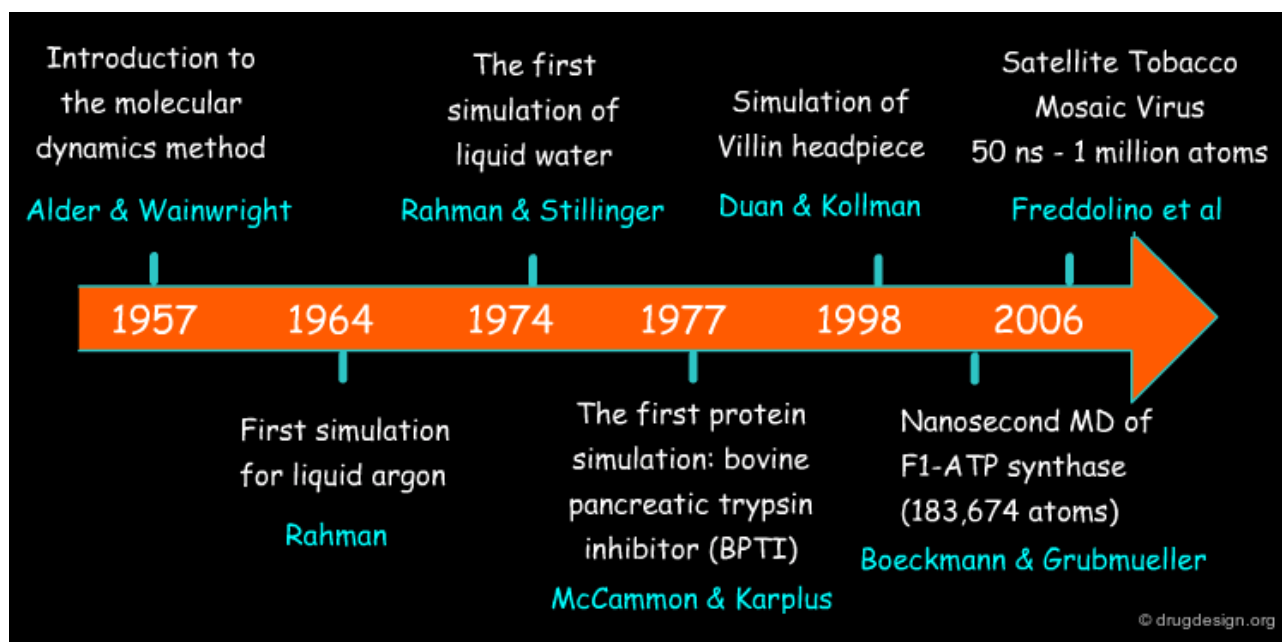 Introduction to
the molecular
dynamics method
Alder & Wainwright
The first
simulation of
liquid water
Rahman & Stillinger
Simulation of
Villin headpiece
Duan & Kollman
Satellite Tobacco
Mosaic Virus
50 ns - 1 million atoms
Freddolino et al
1957 1964 1974 1977 1998 2006
First simulation
for liquid argon
Rahman
The first protein
simulation: bovine
pancreatic trypsin
inhibitor (BPTI)
McCammon & Karplus
Nanosecond MD of
F1-ATP synthase
(183,674 atoms)
Boeckmann & Grubmueller
© drugdesign.org